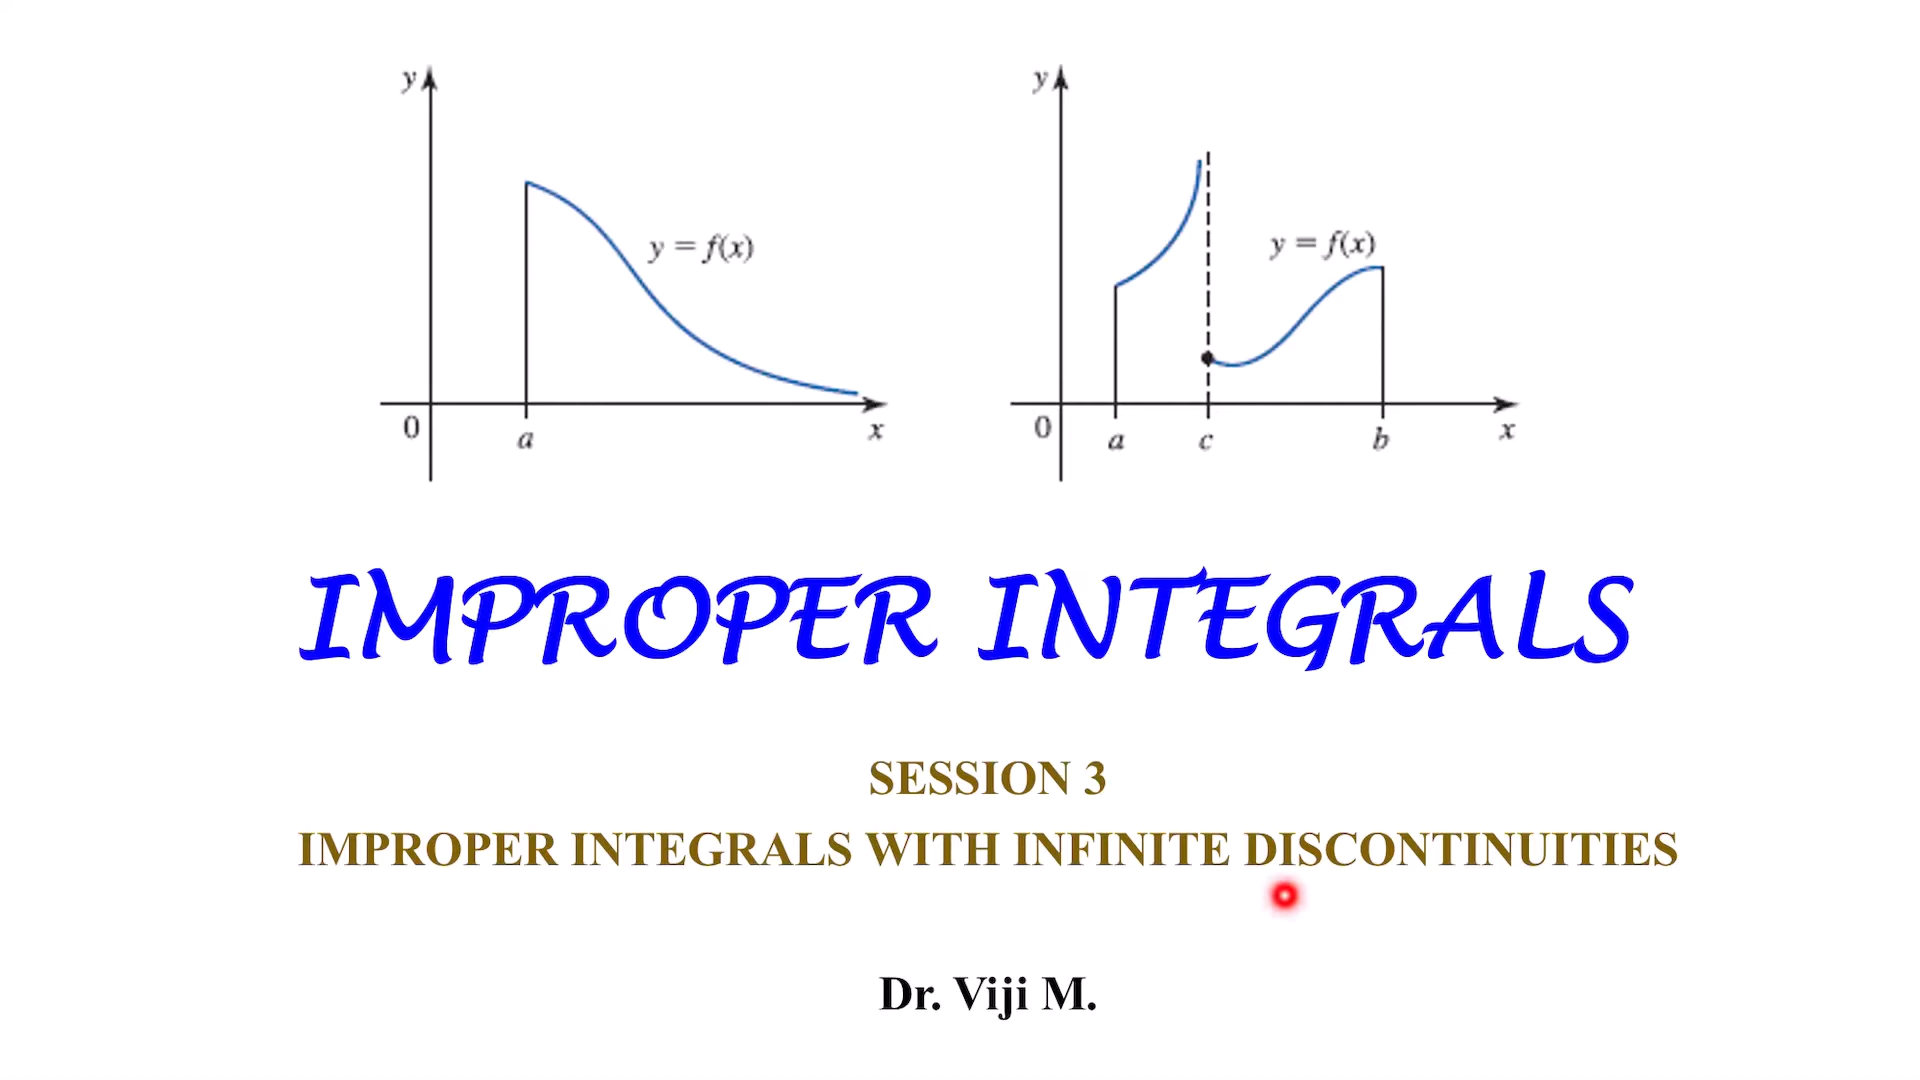 y
y = f(x)
0
a
x
y
y = f(x)
0
a
c
b
x
IMPROPER INTEGRALS
SESSION 3
IMPROPER INTEGRALS WITH INFINITE DISCONTINUITIES
Dr. Viji M.